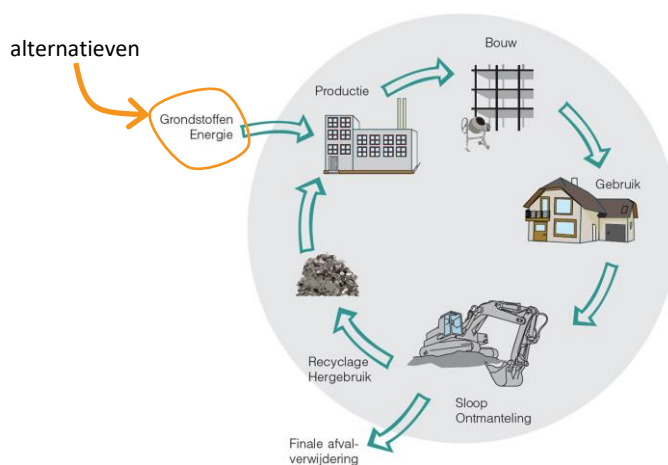 alternatieven
Grondstoffen
Energie
Productie
Bouw
Gebruik
Sloop
Ontmanteling
Recyclage
Hergebruik
Finale afval-
verwijdering